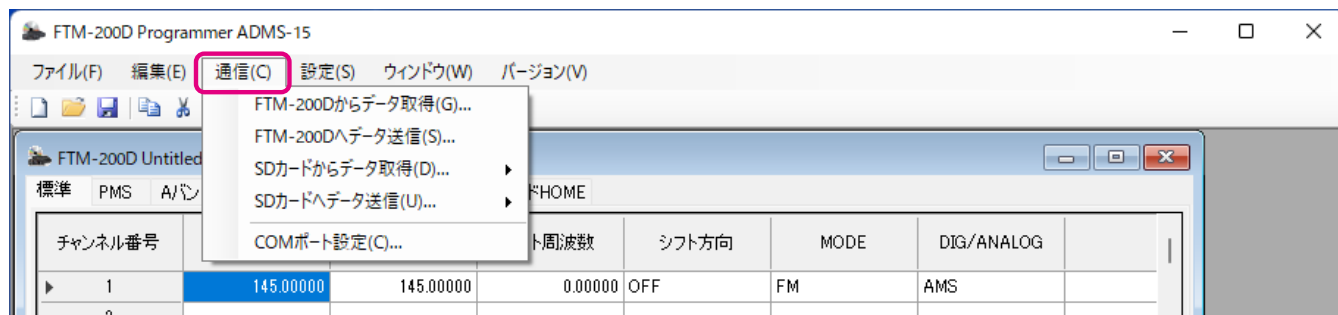 FTM-200D Programmer ADMS-15
ファイル(F) 編集(E) 通信(C) 設定(S) ウィンドウ(W) バージョン(V)
FTM-200Dからデータ取得(G)...
FTM-200Dへデータ送信(S)...
SDカードからデータ取得(D)...
SDカードへデータ送信(U)...
COMポート設定(C)...
FTM-200D Untitled
標準 PMS Aバン ドHOME
チャンネル番号 ト周波数 シフト方向 MODE DIG/ANALOG
1 145.00000 145.00000 0.00000 OFF FM AMS